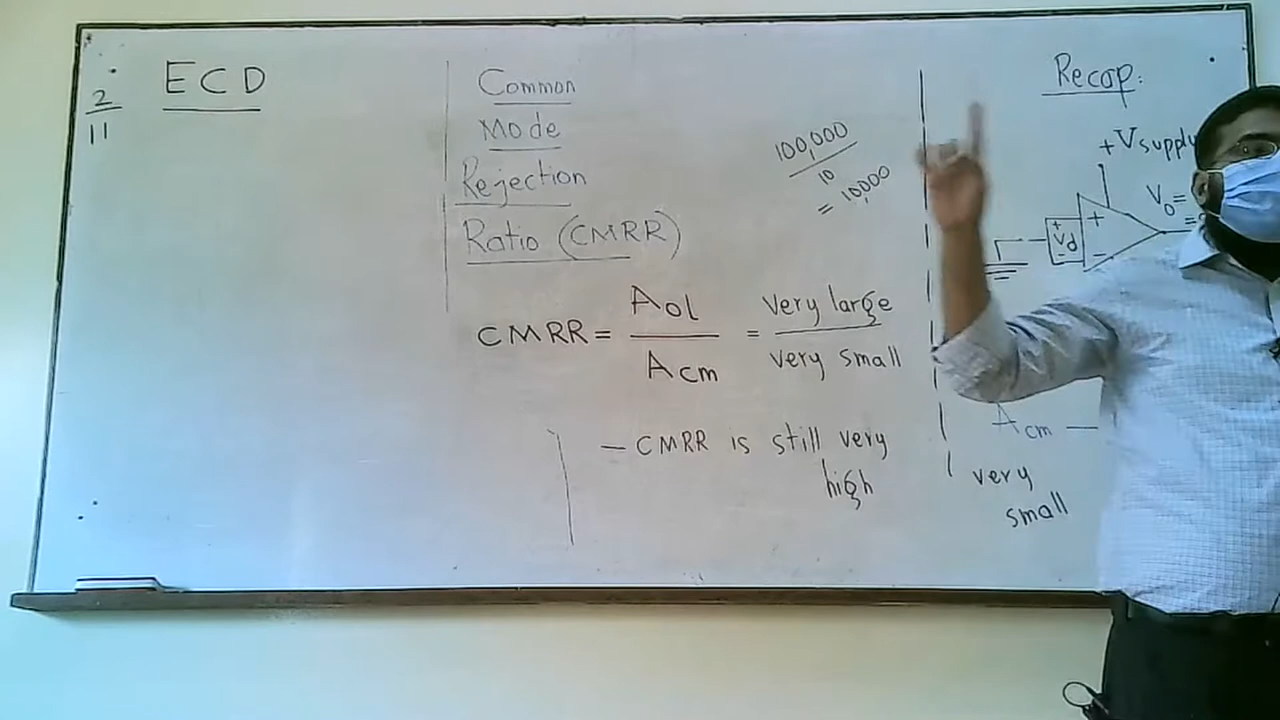 2
11
ECD
Common
Mode
Rejection
Ratio (CMRR)
100,000
10
= 10,000
CMRR = Aol = very large
Acm very small
— CMRR is still very
high
Recap:
+Vsupply
Vo=
=
+
Vd
-
+
-
Acm —
very
small